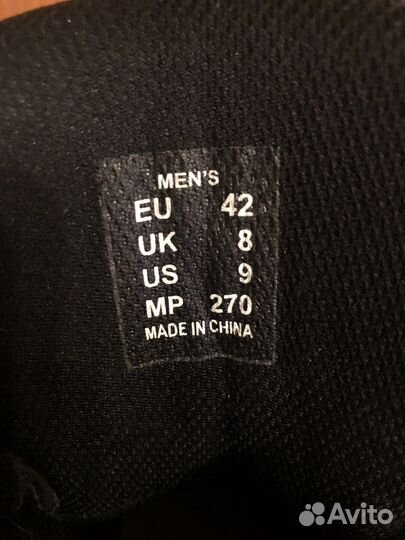 MEN'S
EU 42
UK 8
US 9
MP 270
MADE IN CHINA
Avito